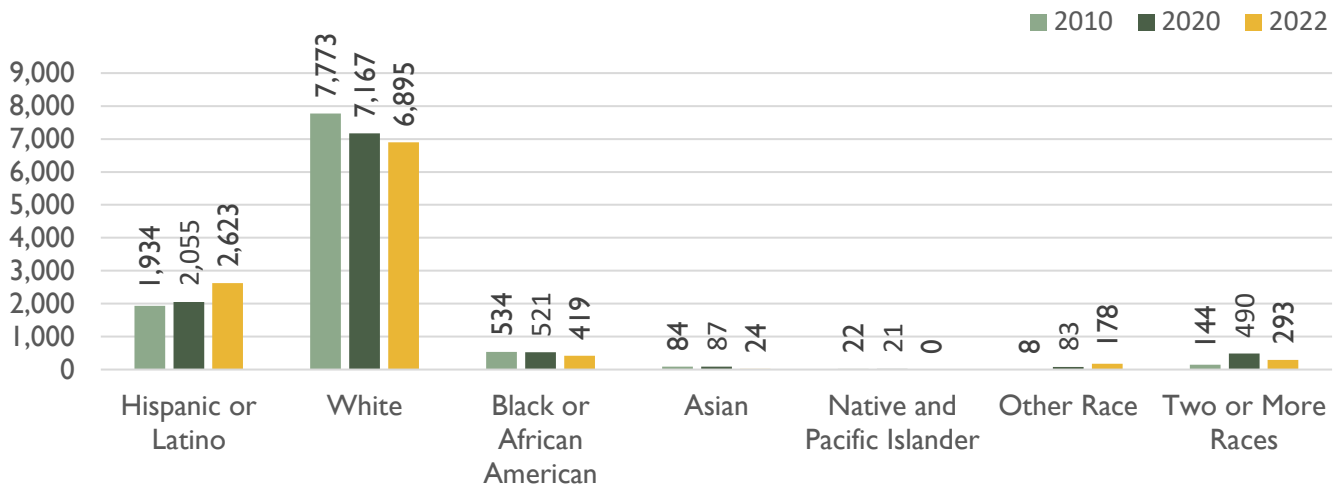 2010 2020 2022
9,000
8,000
7,000
6,000
5,000
4,000
3,000
2,000
1,000
0
1,934
2,055
2,623
7,773
7,167
6,895
534
521
419
84
87
24
22
21
0
8
83
178
144
490
293
Hispanic or
Latino
White
Black or
African
American
Asian
Native and
Pacific Islander
Other Race
Two or More
Races